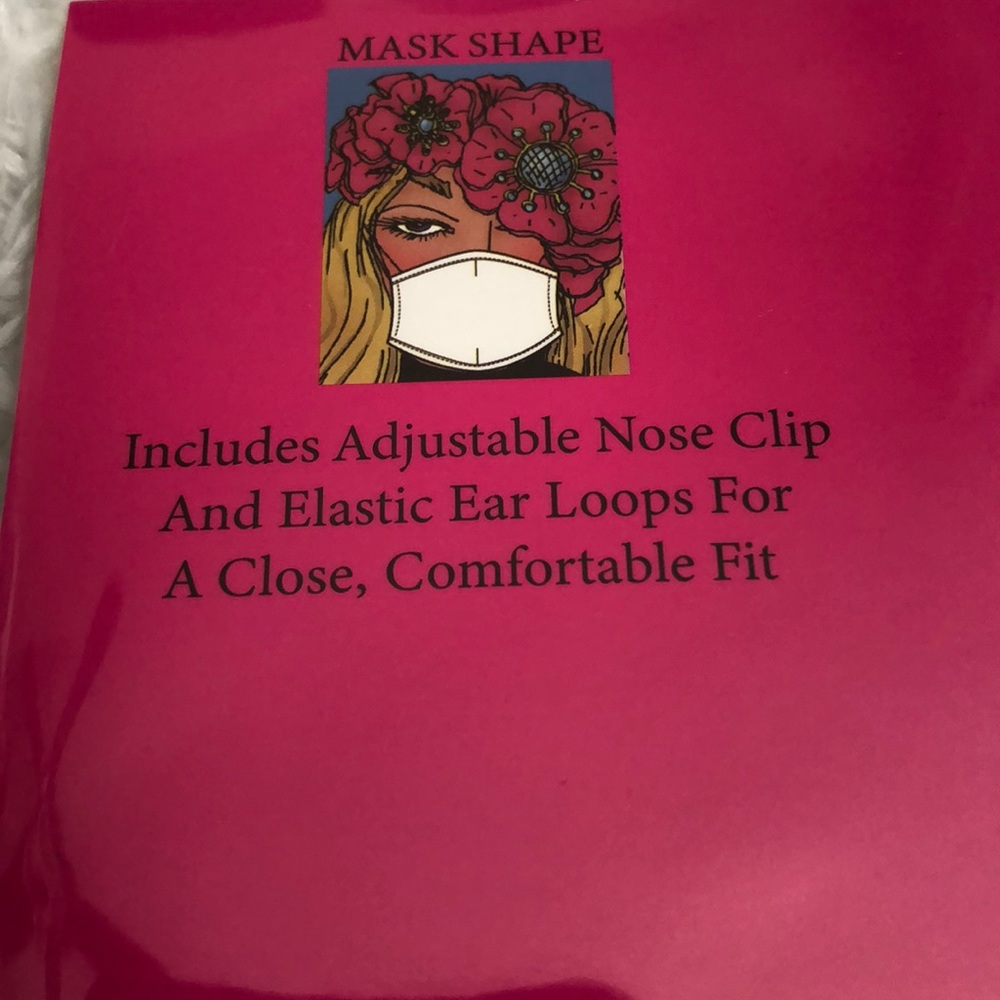 MASK SHAPE
Includes Adjustable Nose Clip
And Elastic Ear Loops For
A Close, Comfortable Fit